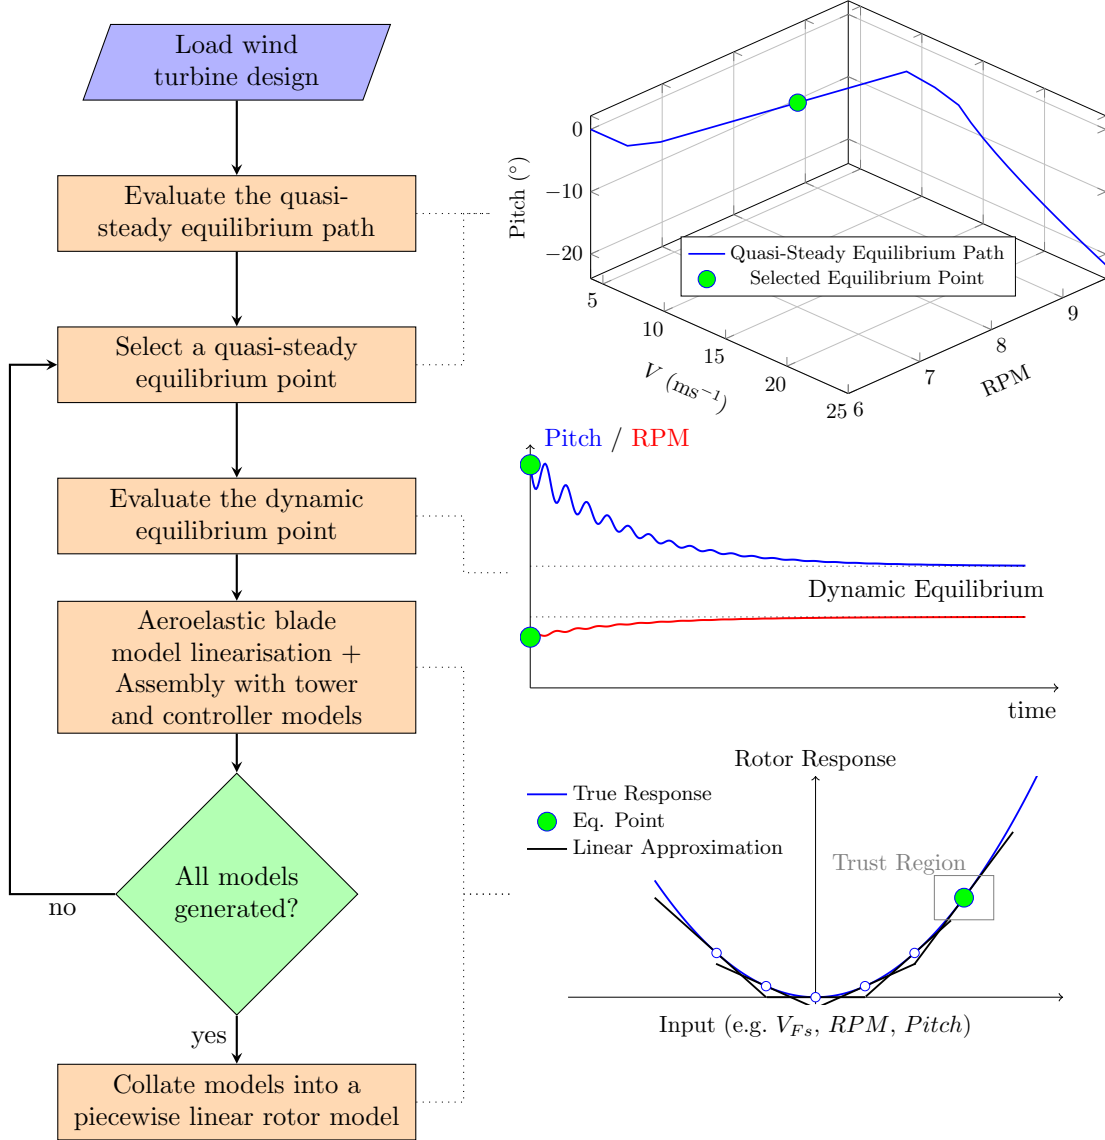 Load wind
turbine design
Evaluate the quasi-
steady equilibrium path
Select a quasi-steady
equilibrium point
Evaluate the dynamic
equilibrium point
Aeroelastic blade
model linearisation +
Assembly with tower
and controller models
All models
generated?
no
yes
Collate models into a
piecewise linear rotor model
0
−10
−20
Pitch (°)
Quasi-Steady Equilibrium Path
Selected Equilibrium Point
5
10
15
20
25
V (ms⁻¹)
6
7
8
9
RPM
Pitch / RPM
Dynamic Equilibrium
time
Rotor Response
True Response
Eq. Point
Linear Approximation
Trust Region
Input (e.g. V_{Fs}, RPM, Pitch)